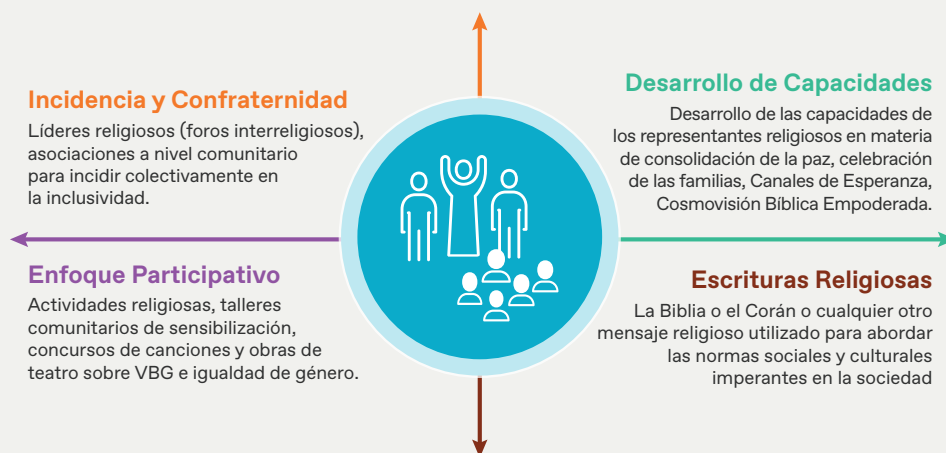 Incidencia y Confraternidad
Líderes religiosos (foros interreligiosos),
asociaciones a nivel comunitario
para incidir colectivamente en
la inclusividad.
Desarrollo de Capacidades
Desarrollo de las capacidades de
los representantes religiosos en materia
de consolidación de la paz, celebración
de las familias, Canales de Esperanza,
Cosmovisión Bíblica Empoderada.
Enfoque Participativo
Actividades religiosas, talleres
comunitarios de sensibilización,
concursos de canciones y obras de
teatro sobre VBG e igualdad de género.
Escrituras Religiosas
La Biblia o el Corán o cualquier otro
mensaje religioso utilizado para abordar
las normas sociales y culturales
imperantes en la sociedad